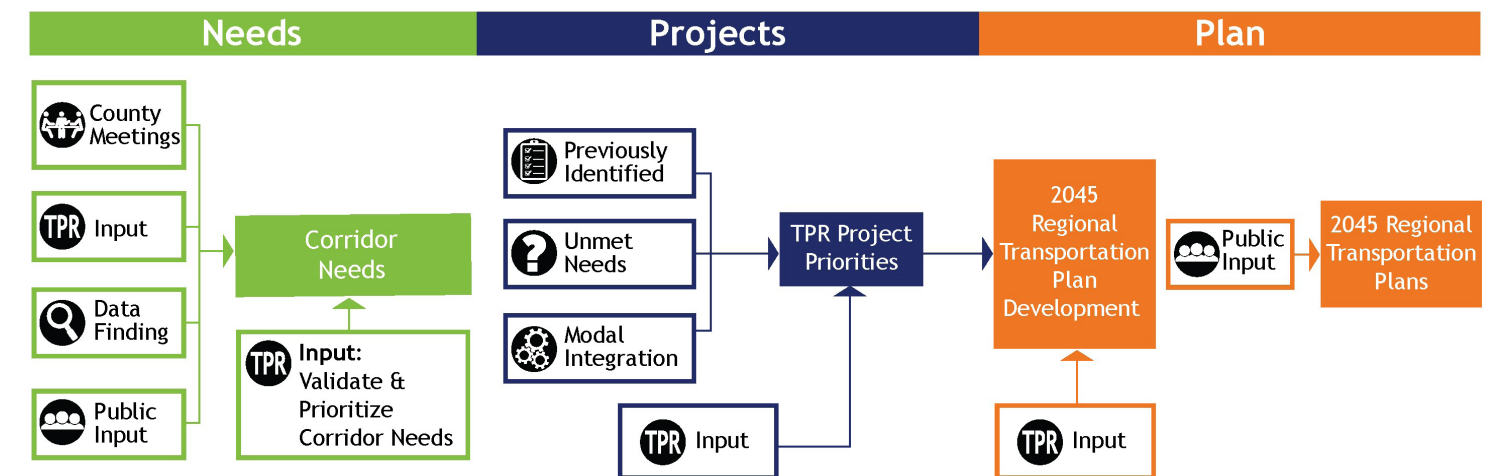 Needs
Projects
Plan
County
Meetings
TPR Input
Data
Finding
Public
Input
Corridor
Needs
TPR Input:
Validate &
Prioritize
Corridor Needs
Previously
Identified
Unmet
Needs
Modal
Integration
TPR Input
TPR Project
Priorities
2045
Regional
Transportation
Plan
Development
TPR Input
Public
Input
2045 Regional
Transportation
Plans